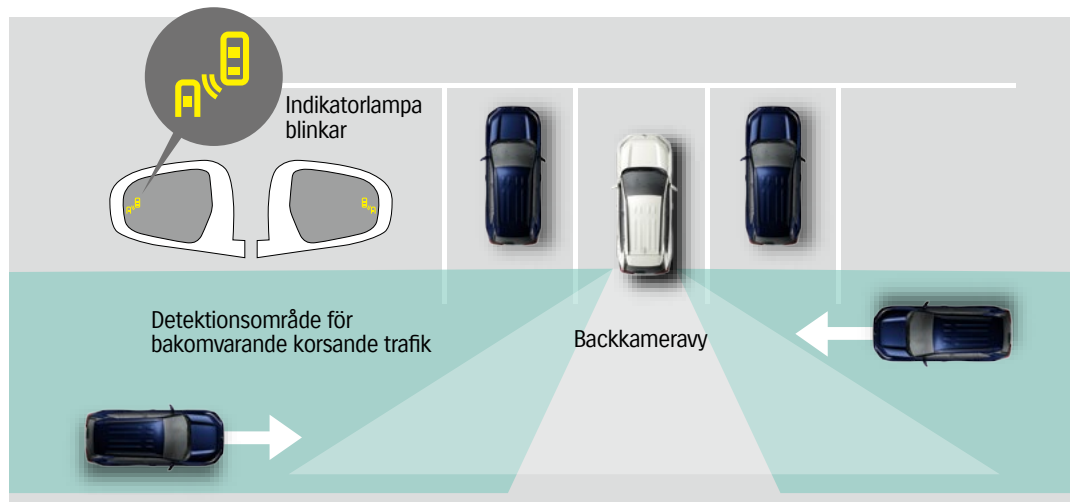 Indikatorlampa
blinkar
Detektionsområde för
bakomvarande korsande trafik
Backkameravy